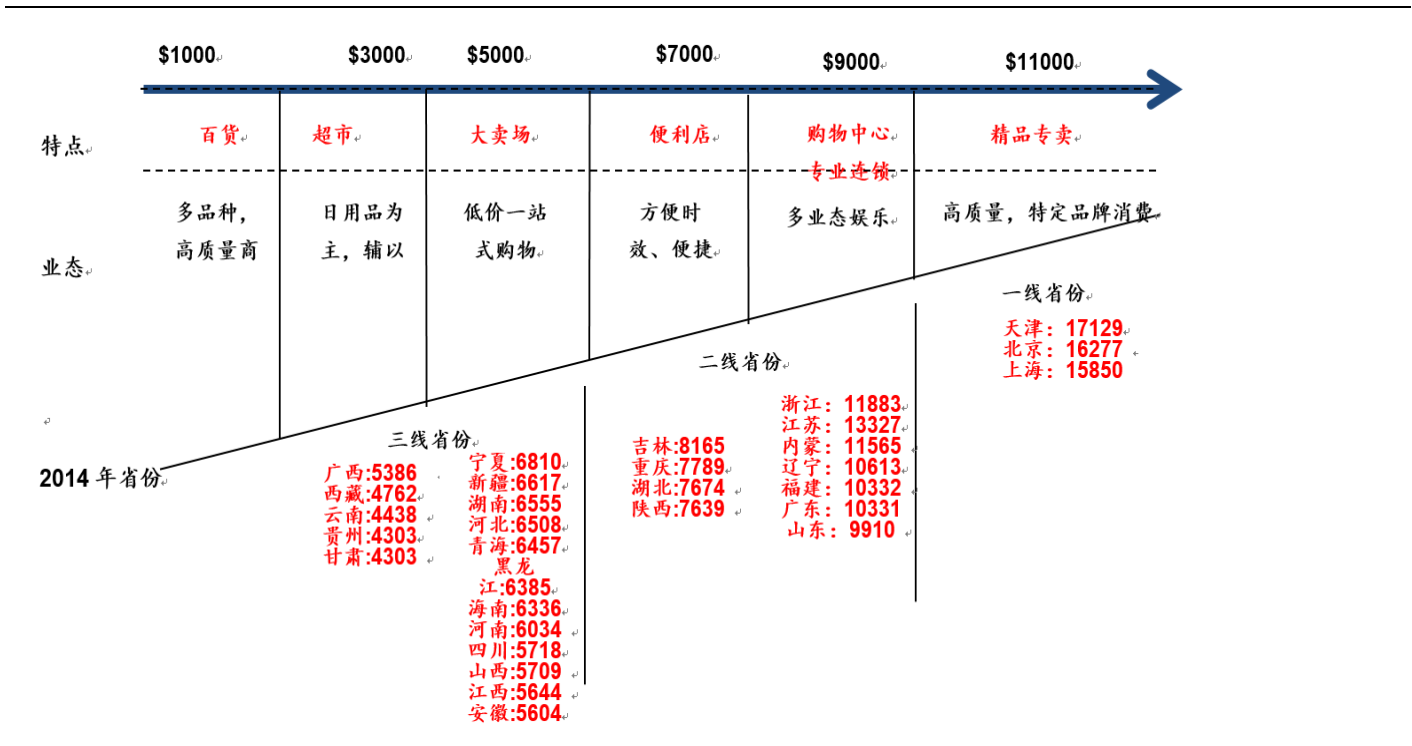 $1000
$3000
$5000
$7000
$9000
$11000
特点
百货
超市
大卖场
便利店
购物中心
专业连锁
精品专卖
业态
多品种，
高质量商
日用品为
主，辅以
低价一站
式购物
方便时
效、便捷
多业态娱乐
高质量，特定品牌消费
2014 年省份
三线省份
广西:5386
西藏:4762
云南:4438
贵州:4303
甘肃:4303
宁夏:6810
新疆:6617
湖南:6555
河北:6508
青海:6457
黑龙
江:6385
海南:6336
河南:6034
四川:5718
山西:5709
江西:5644
安徽:5604
二线省份
吉林:8165
重庆:7789
湖北:7674
陕西:7639
浙江：11883
江苏：13327
内蒙：11565
辽宁：10613
福建：10332
广东：10331
山东：9910
一线省份
天津：17129
北京：16277
上海：15850